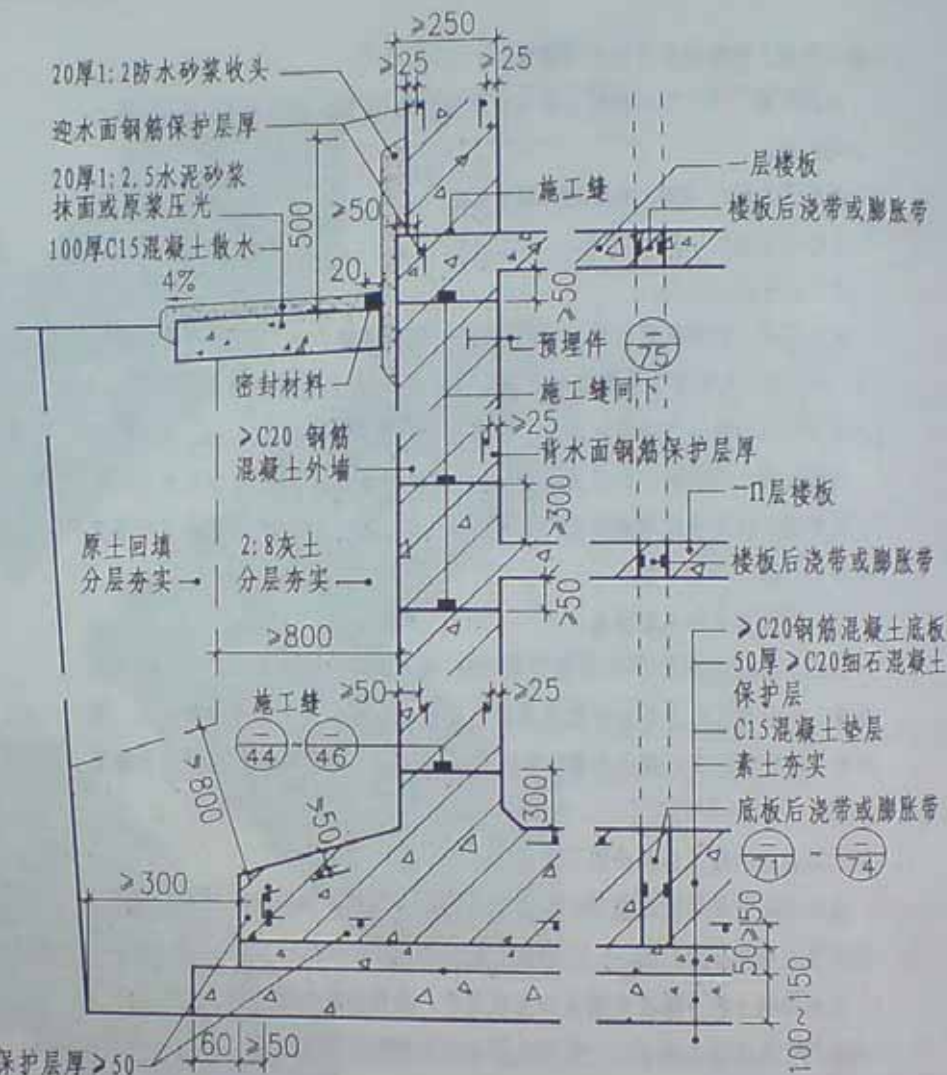 ≥250
≥25
≥25
20厚1:2防水砂浆收头
迎水面钢筋保护层厚
20厚1:2.5水泥砂浆
抹面或原浆压光
100厚C15混凝土散水
500
≥50
20
4%
施工缝
一层楼板
楼板后浇带或膨胀带
≥50
预埋件
一
75
密封材料
施工缝同下
≥C20 钢筋
混凝土外墙
≥25
背水面钢筋保护层厚
≥300
-n层楼板
原土回填
分层夯实
2:8灰土
分层夯实
楼板后浇带或膨胀带
≥50
≥800
≥C20钢筋混凝土底板
50厚≥C20细石混凝土
保护层
C15混凝土垫层
素土夯实
≥50
≥25
施工缝
一
44
~
一
46
≥800
≥50
300
底板后浇带或膨胀带
一
71
~
一
74
≥300
≥50
50
100~150
60
≥50
保护层厚≥50